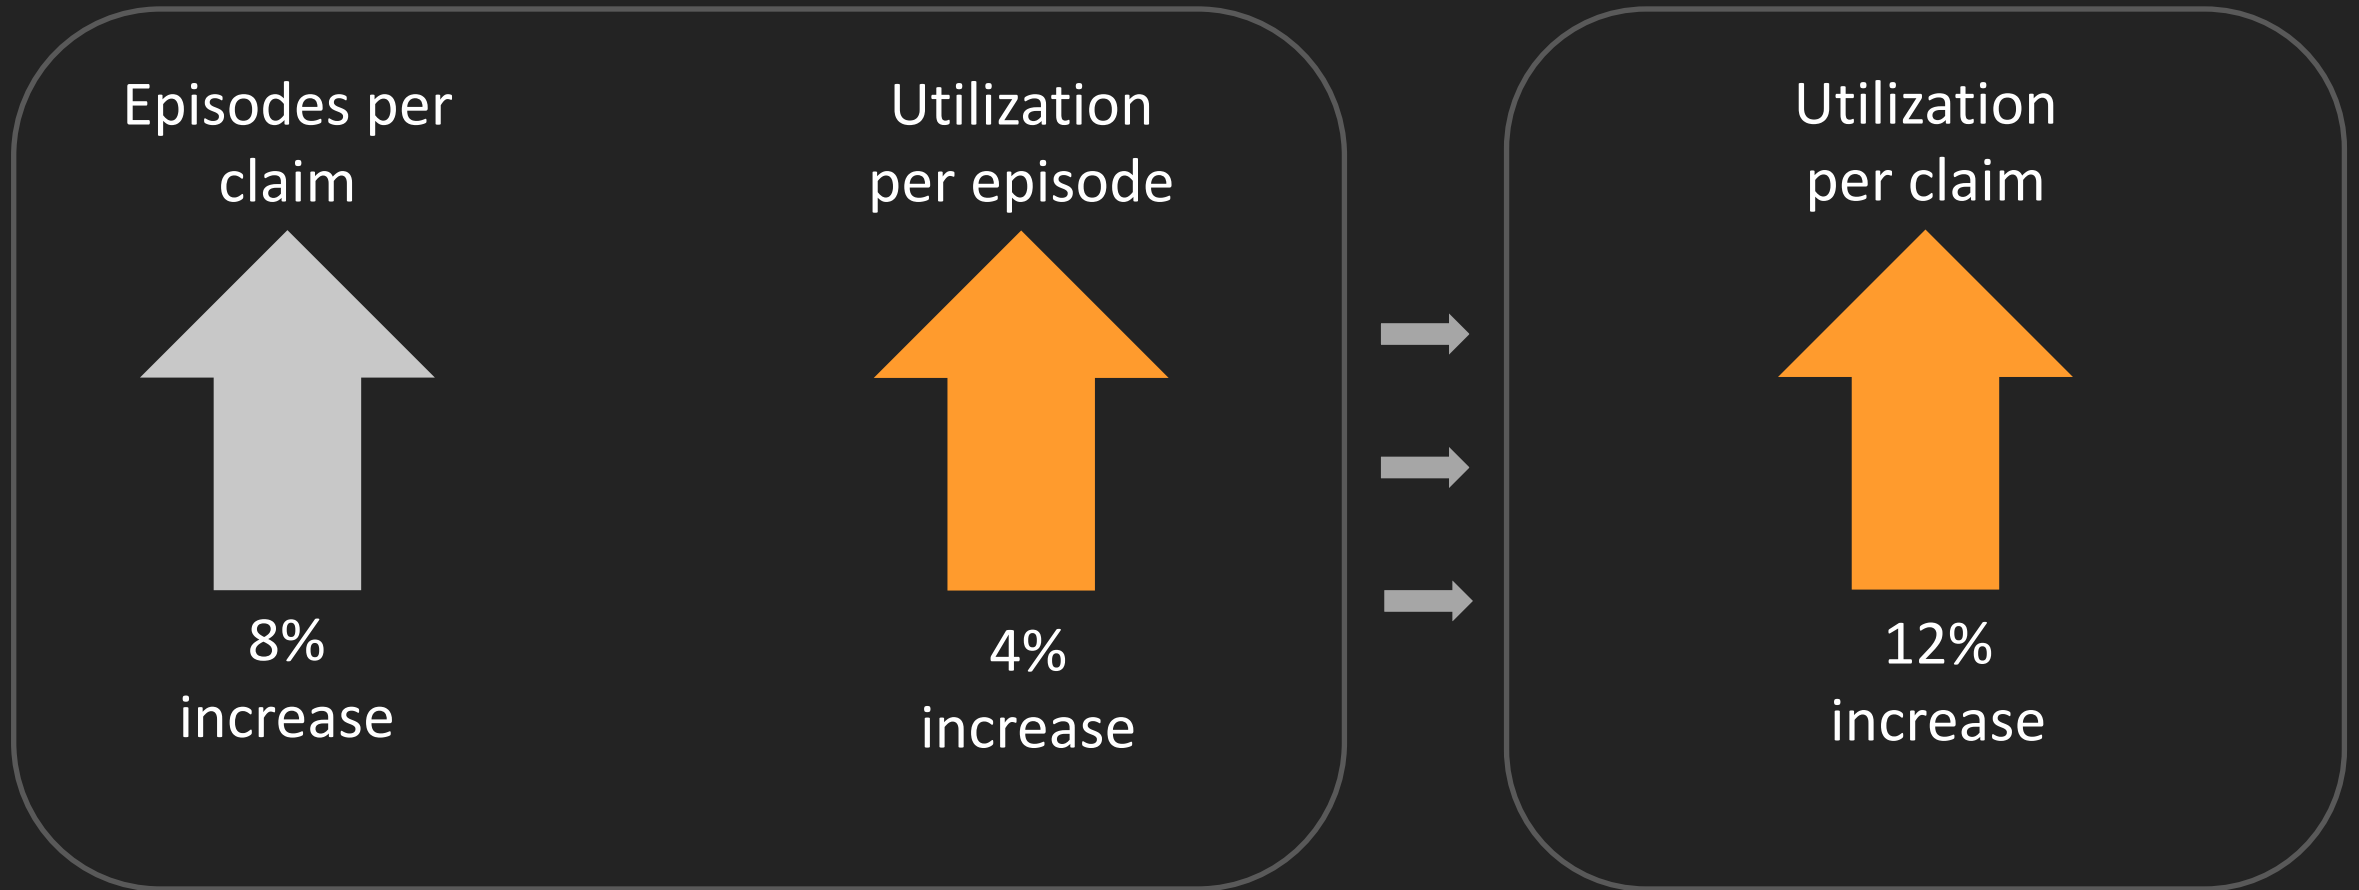 Episodes per
claim
8%
increase
Utilization
per episode
4%
increase
Utilization
per claim
12%
increase